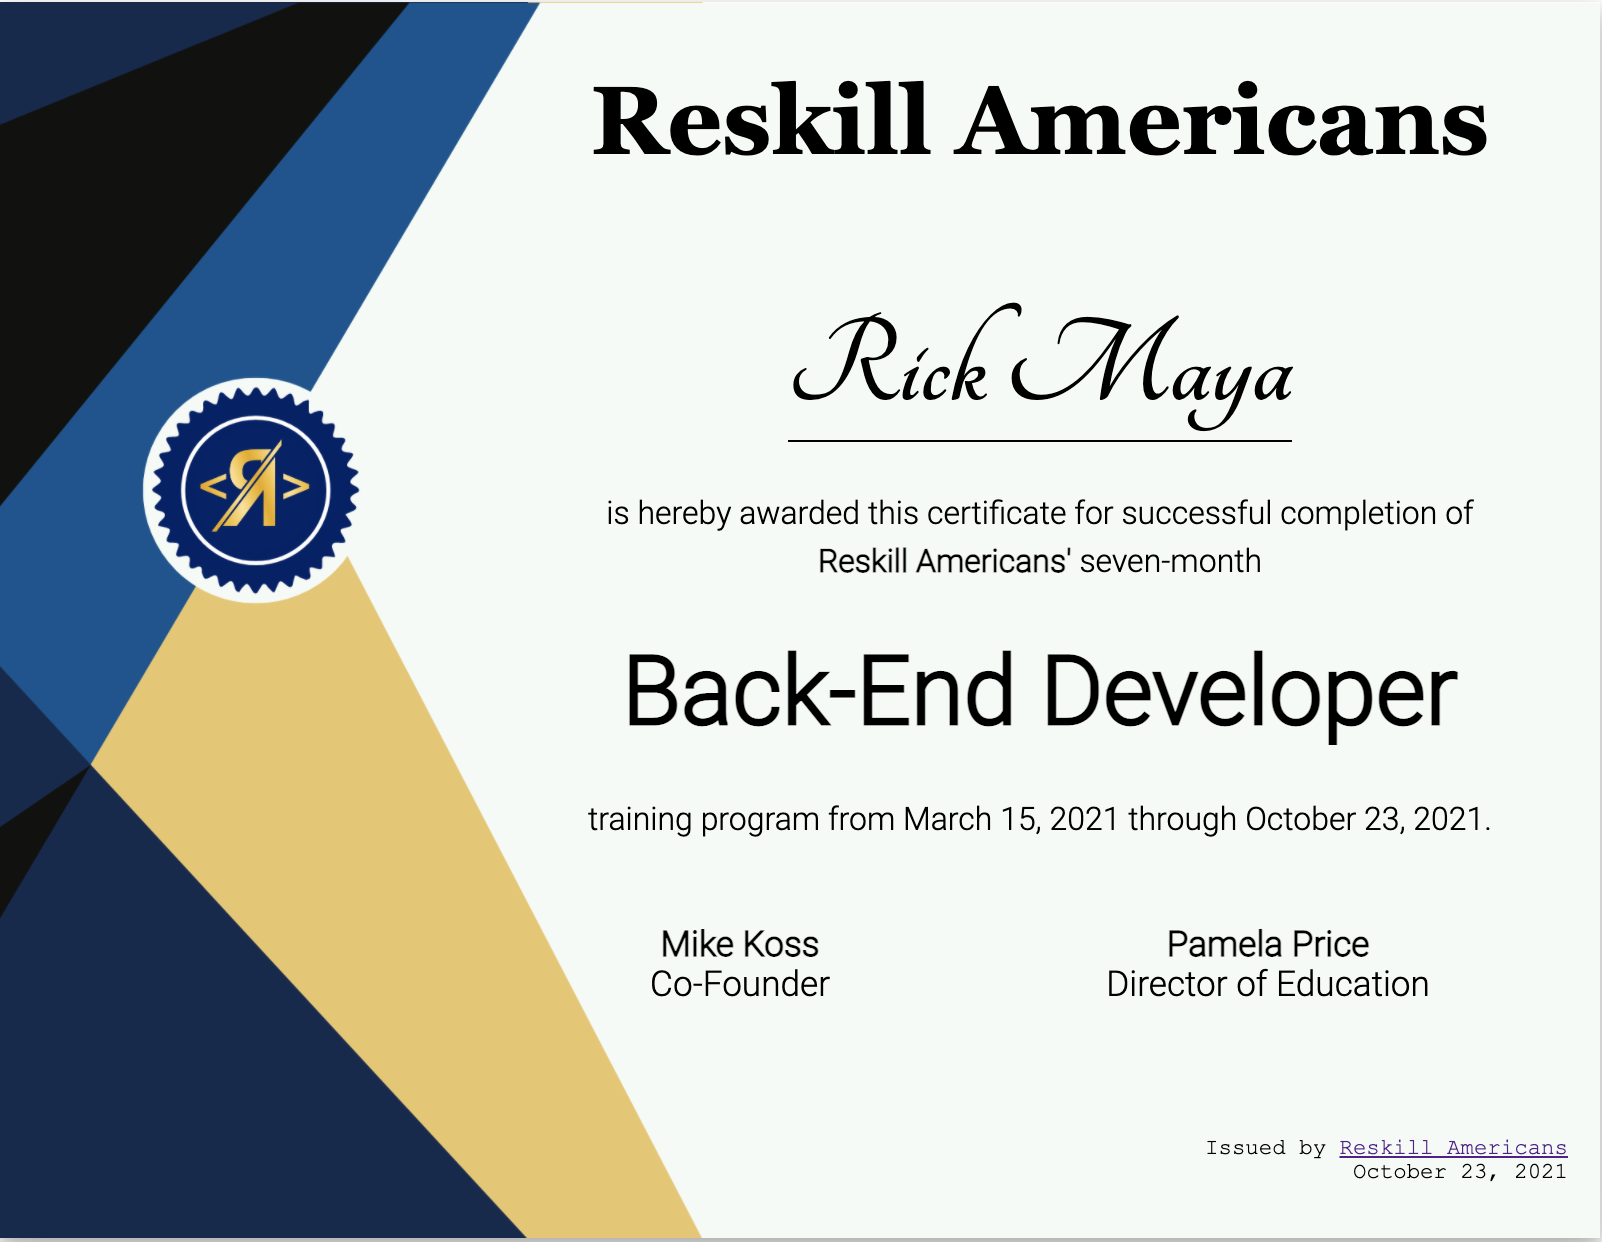 Reskill Americans
Rick Maya
is hereby awarded this certificate for successful completion of
Reskill Americans' seven-month
Back-End Developer
training program from March 15, 2021 through October 23, 2021.
Mike Koss
Co-Founder
Pamela Price
Director of Education
Issued by Reskill Americans
October 23, 2021